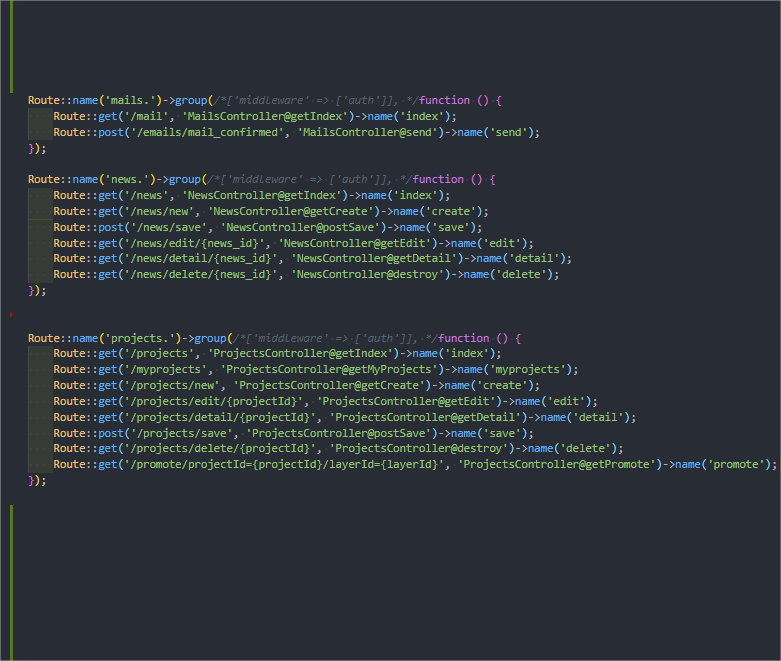 Route::name('mails.')->group(/*['middleware' => ['auth']], */function () {
Route::get('/mail', 'MailsController@getIndex')->name('index');
Route::post('/emails/mail_confirmed', 'MailsController@send')->name('send');
});
Route::name('news.')->group(/*['middleware' => ['auth']], */function () {
Route::get('/news', 'NewsController@getIndex')->name('index');
Route::get('/news/new', 'NewsController@getCreate')->name('create');
Route::post('/news/save', 'NewsController@postSave')->name('save');
Route::get('/news/edit/{news_id}', 'NewsController@getEdit')->name('edit');
Route::get('/news/detail/{news_id}', 'NewsController@getDetail')->name('detail');
Route::get('/news/delete/{news_id}', 'NewsController@destroy')->name('delete');
});
Route::name('projects.')->group(/*['middleware' => ['auth']], */function () {
Route::get('/projects', 'ProjectsController@getIndex')->name('index');
Route::get('/myprojects', 'ProjectsController@getMyProjects')->name('myprojects');
Route::get('/projects/new', 'ProjectsController@getCreate')->name('create');
Route::get('/projects/edit/{projectId}', 'ProjectsController@getEdit')->name('edit');
Route::get('/projects/detail/{projectId}', 'ProjectsController@getDetail')->name('detail');
Route::post('/projects/save', 'ProjectsController@postSave')->name('save');
Route::get('/projects/delete/{projectId}', 'ProjectsController@destroy')->name('delete');
Route::get('/promote/projectId={projectId}/layerId={layerId}', 'ProjectsController@getPromote')->name('promote');
});